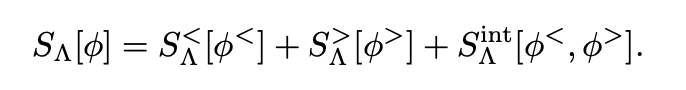 S_Λ[ϕ] = S_Λ^<[ϕ^<] + S_Λ^>[ϕ^>] + S_Λ^int[ϕ^<, ϕ^>].